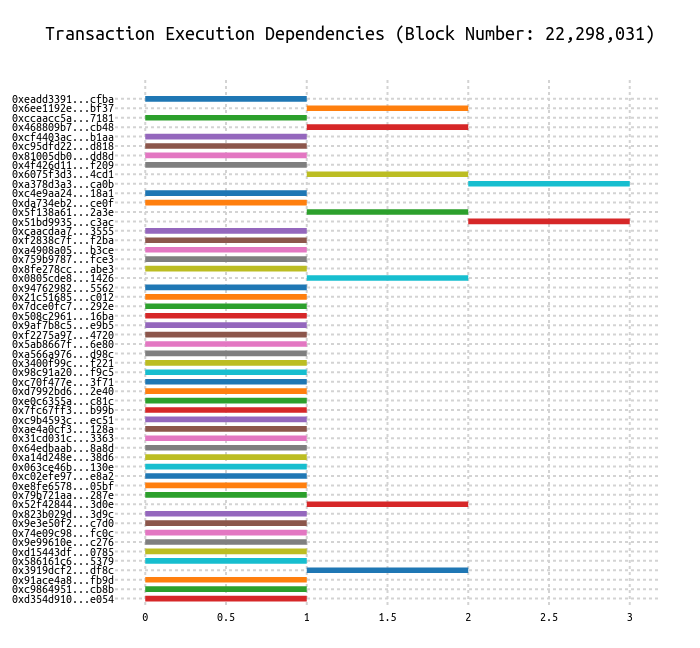 Transaction Execution Dependencies (Block Number: 22,298,031)
0xeadd3391...cfba
0x6ee1192e...bf37
0xccaacc5a...7181
0x468809b7...cb48
0xcf4403ac...b1aa
0xc95dfd22...d818
0x81005db0...dd8d
0x4f426d11...f209
0x6075f3d3...4cd1
0xa378d3a3...ca0b
0xc4e9aa24...18a1
0xda734eb2...ce0f
0x5f138a61...2a3e
0x51bd9935...c3ac
0xcaacdaa7...3555
0xf2838c7f...f2ba
0xa4908a05...b3ce
0x759b9787...fce3
0x8fe278cc...abe3
0x0805cde8...1426
0x94762982...5562
0x21c51685...c012
0x7dce0fc7...292e
0x508c2961...16ba
0x9af7b8c5...e9b5
0xf2275a97...4720
0x5ab8667f...6e80
0xa566a976...d98c
0x3400f99c...f221
0x98c91a20...f9c5
0xc70f477e...3f71
0xd7992bd6...2e40
0xe0c6355a...c81c
0x7fc67ff3...b99b
0xc9b4593c...ec51
0xae4a0cf3...128a
0x31cd031c...3363
0x64edbaab...8a8d
0xa14d248e...38d6
0x063ce46b...130e
0xc02efe97...e8a2
0xe8fe6578...05bf
0x79b721aa...287e
0x52f42844...3d0e
0x823b029d...3d9c
0x9e3e50f2...c7d0
0x74e09c98...fc0c
0x9e99610e...c276
0xd15443df...0785
0x586161c6...5379
0x3919dcf2...df8c
0x91ace4a8...fb9d
0xc9864951...cb8b
0xd354d910...e054
0 0.5 1 1.5 2 2.5 3